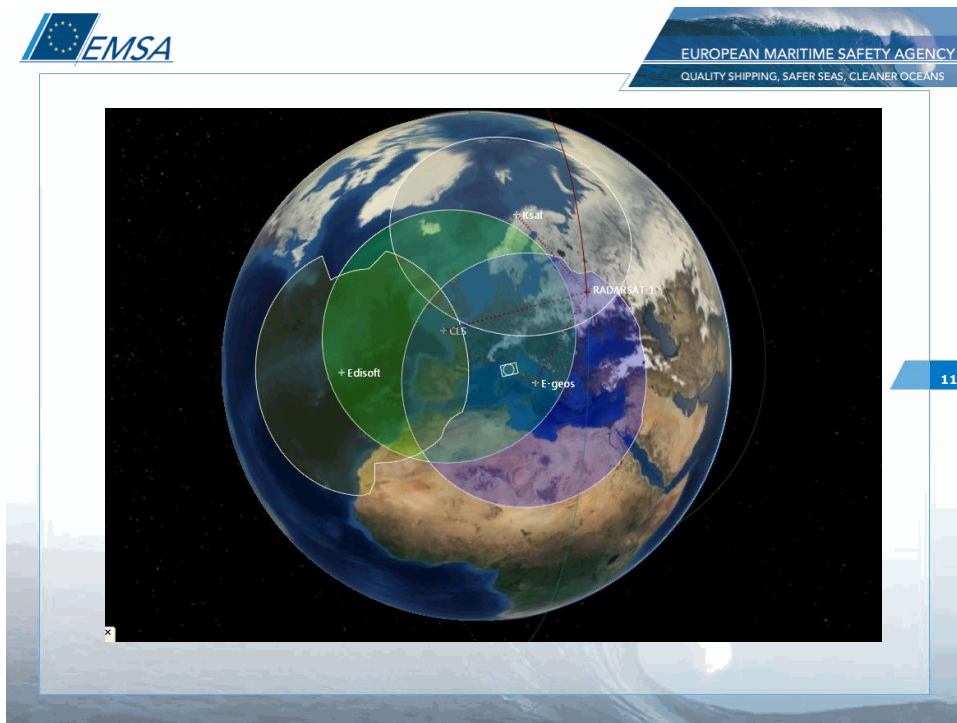 EMSA
EUROPEAN MARITIME SAFETY AGENCY
QUALITY SHIPPING, SAFER SEAS, CLEANER OCEANS
Ksat
RADARSAT-1
CLS
Edisoft
E-geos
11